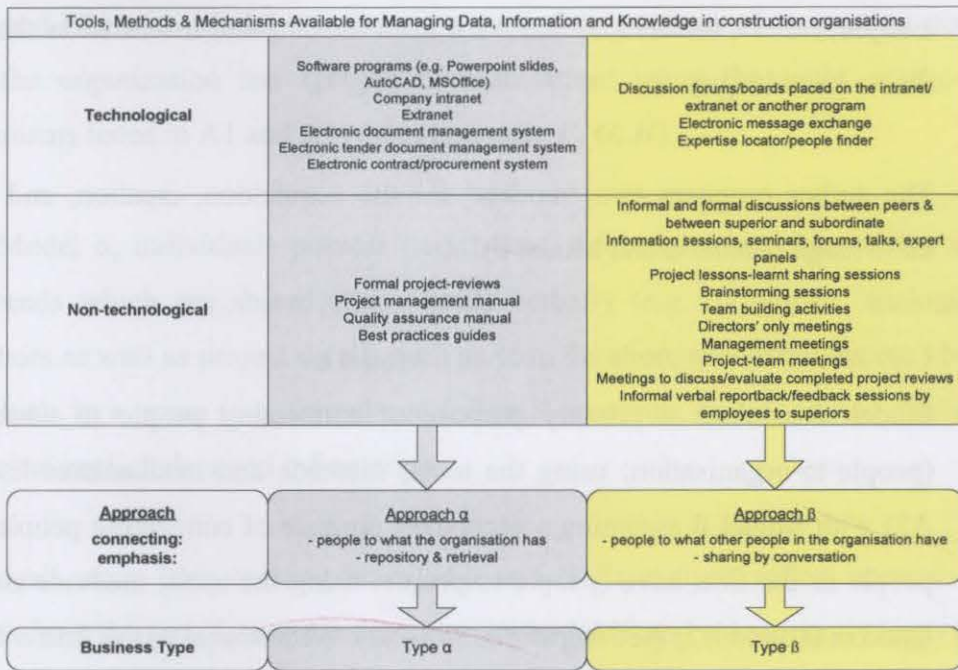 Tools, Methods & Mechanisms Available for Managing Data, Information and Knowledge in construction organisations
Technological
Software programs (e.g. Powerpoint slides,
AutoCAD, MSOffice)
Company intranet
Extranet
Electronic document management system
Electronic tender document management system
Electronic contract/procurement system
Discussion forums/boards placed on the intranet/
extranet or another program
Electronic message exchange
Expertise locator/people finder
Non-technological
Formal project-reviews
Project management manual
Quality assurance manual
Best practices guides
Informal and formal discussions between peers &
between superior and subordinate
Information sessions, seminars, forums, talks, expert
panels
Project lessons-learnt sharing sessions
Brainstorming sessions
Team building activities
Directors' only meetings
Management meetings
Project-team meetings
Meetings to discuss/evaluate completed project reviews
Informal verbal reportback/feedback sessions by
employees to superiors
Approach
connecting:
emphasis:
Approach α
- people to what the organisation has
- repository & retrieval
Approach ß
- people to what other people in the organisation have
- sharing by conversation
Business Type
Type α
Type ß